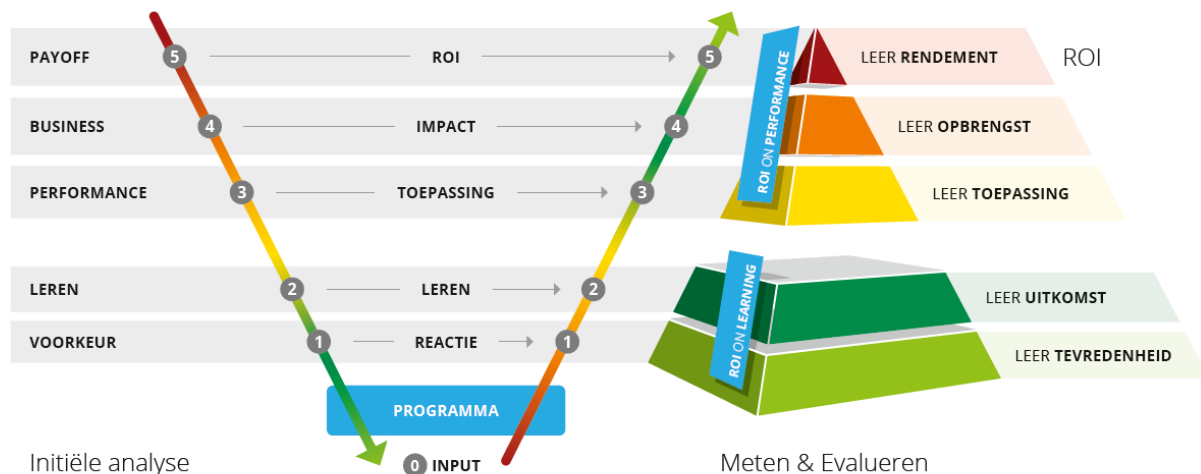 PAYOFF 5 ROI 5 LEER RENDEMENT ROI
BUSINESS 4 IMPACT 4 LEER OPBRENGST
PERFORMANCE 3 TOEPASSING 3 LEER TOEPASSING
ROI ON PERFORMANCE
LEREN 2 LEREN 2 LEER UITKOMST
VOORKEUR 1 REACTIE 1 LEER TEVREDENHEID
ROI ON LEARNING
PROGRAMMA
Initiële analyse 0 INPUT Meten & Evalueren